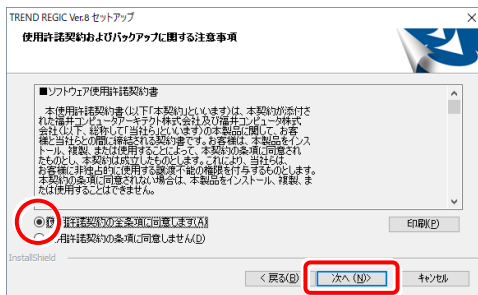 TREND REGIC Ver.8 セットアップ
使用許諾契約およびバックアップに関する注意事項
■ソフトウェア使用許諾契約書
本使用許諾契約書(以下「本契約」といいます)は、本契約が添付さ
れた福井コンピュータアーキテクト株式会社及び福井コンピュータ株式
会社(以下、総称して「当社ら」といいます)の本製品に関して、お客
様と当社らとの間に締結される契約書です。お客様は、本製品をインス
トール、複製、または使用することによって、本契約の条項に同意され
たものとし、本契約は成立したものとします。これにより、当社らは、
お客様に非独占的に使用する譲渡不能の権限を付与するものとします。
本契約の条項に同意されない場合は、本製品をインストール、複製、ま
たは使用することはできません。
使用許諾契約の全条項に同意します(A)
用許諾契約の条項に同意しません(D)
印刷(P)
InstallShield
< 戻る(B)
次へ (N)>
キャンセル